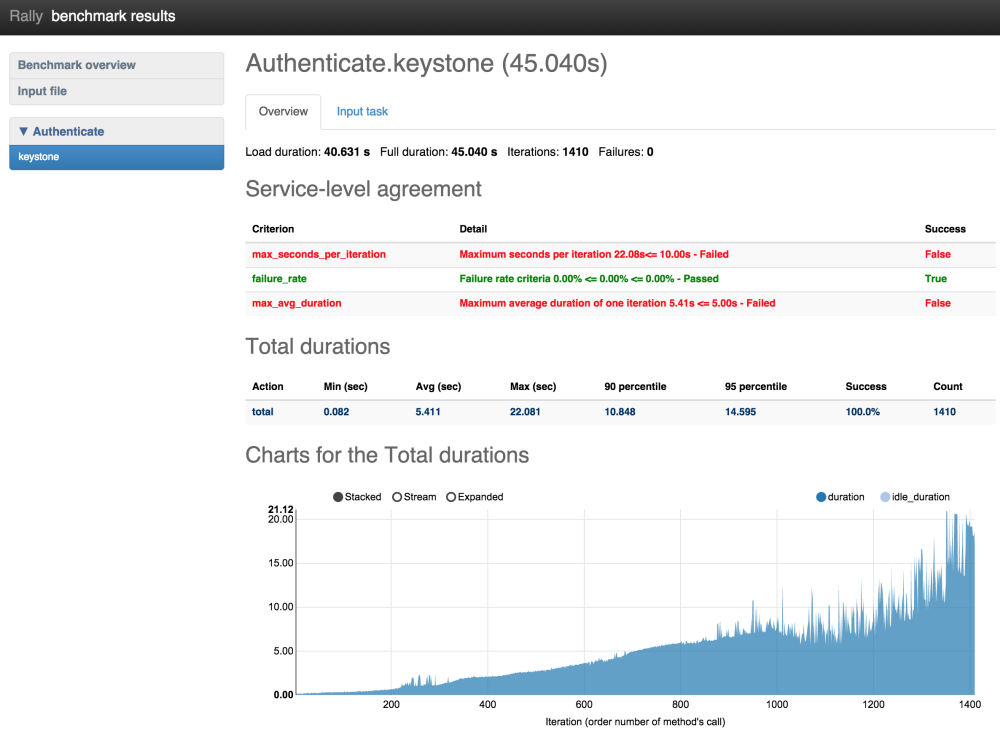 Rally benchmark results
Benchmark overview
Input file
▼ Authenticate
keystone
Authenticate.keystone (45.040s)
Overview Input task
Load duration: 40.631 s Full duration: 45.040 s Iterations: 1410 Failures: 0
Service-level agreement
Criterion Detail Success
max_seconds_per_iteration Maximum seconds per iteration 22.08s<= 10.00s - Failed False
failure_rate Failure rate criteria 0.00% <= 0.00% <= 0.00% - Passed True
max_avg_duration Maximum average duration of one iteration 5.41s <= 5.00s - Failed False
Total durations
Action Min (sec) Avg (sec) Max (sec) 90 percentile 95 percentile Success Count
total 0.082 5.411 22.081 10.848 14.595 100.0% 1410
Charts for the Total durations
Stacked Stream Expanded duration idle_duration
21.12
20.00
15.00
10.00
5.00
0.00
200 400 600 800 1000 1200 1400
Iteration (order number of method's call)